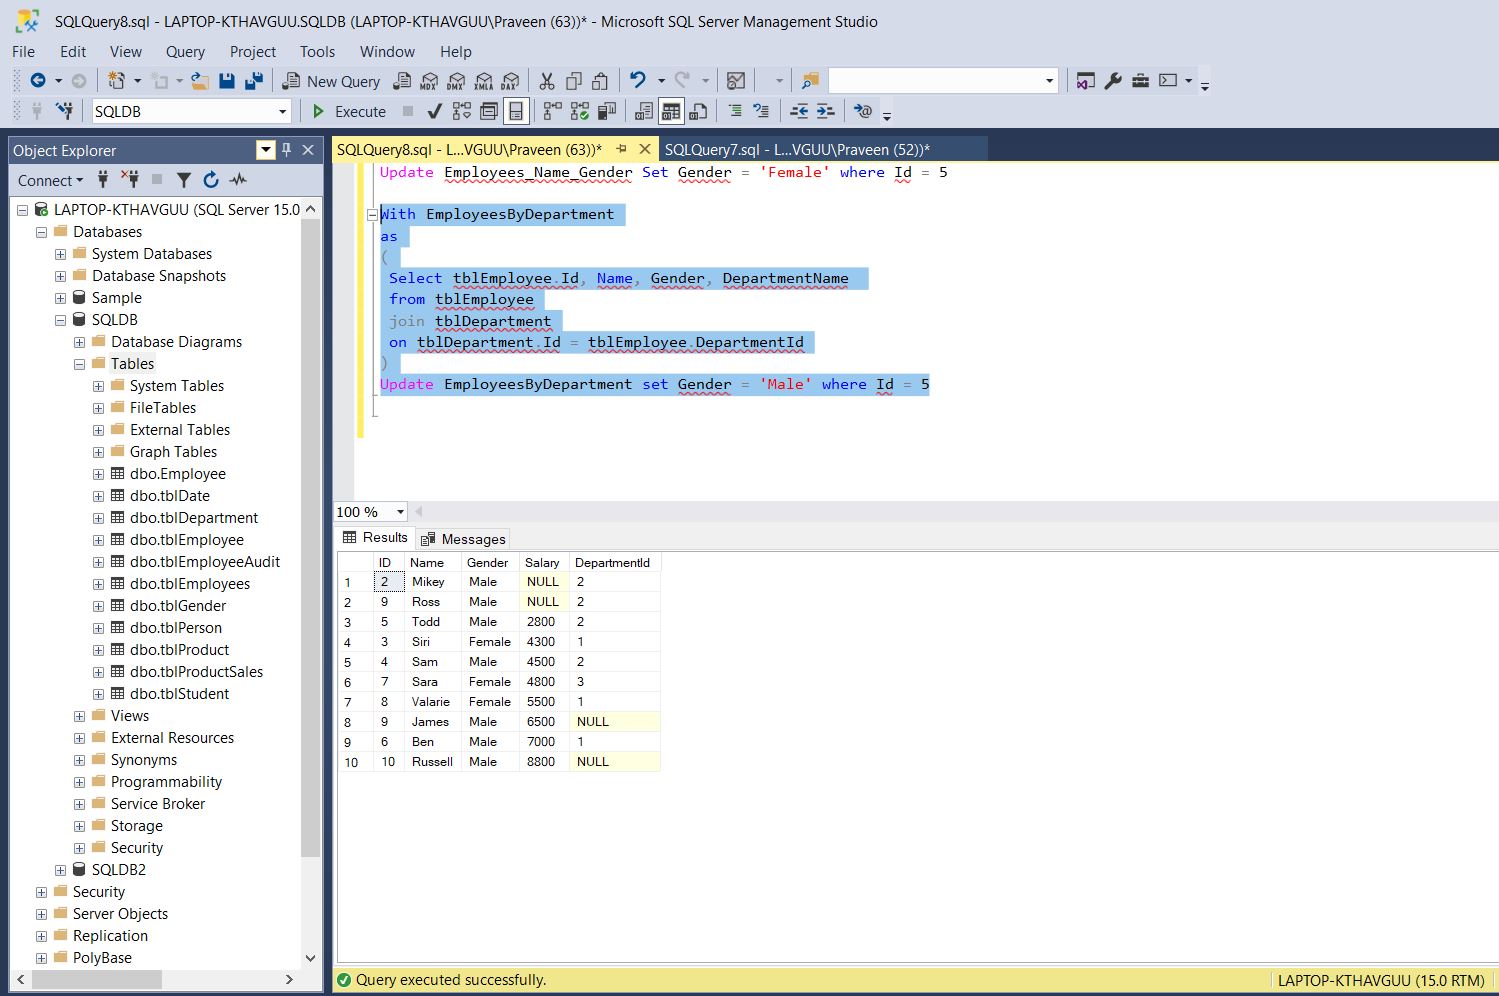 SQLQuery8.sql - LAPTOP-KTHAVGUU.SQLDB (LAPTOP-KTHAVGUU\Praveen (63))* - Microsoft SQL Server Management Studio
File Edit View Query Project Tools Window Help
New Query MDX DMX XMLA DAX
SQLDB Execute
Object Explorer
Connect
LAPTOP-KTHAVGUU (SQL Server 15.0
Databases
System Databases
Database Snapshots
Sample
SQLDB
Database Diagrams
Tables
System Tables
FileTables
External Tables
Graph Tables
dbo.Employee
dbo.tblDate
dbo.tblDepartment
dbo.tblEmployee
dbo.tblEmployeeAudit
dbo.tblEmployees
dbo.tblGender
dbo.tblPerson
dbo.tblProduct
dbo.tblProductSales
dbo.tblStudent
Views
External Resources
Synonyms
Programmability
Service Broker
Storage
Security
SQLDB2
Security
Server Objects
Replication
PolyBase
SQLQuery8.sql - L...VGUU\Praveen (63))* SQLQuery7.sql - L...VGUU\Praveen (52))*
Update Employees_Name_Gender Set Gender = 'Female' where Id = 5
With EmployeesByDepartment
as
(
Select tblEmployee.Id, Name, Gender, DepartmentName
from tblEmployee
join tblDepartment
on tblDepartment.Id = tblEmployee.DepartmentId
)
Update EmployeesByDepartment set Gender = 'Male' where Id = 5
100 %
Results Messages
ID Name Gender Salary DepartmentId
1 2 Mikey Male NULL 2
2 9 Ross Male NULL 2
3 5 Todd Male 2800 2
4 3 Siri Female 4300 1
5 4 Sam Male 4500 2
6 7 Sara Female 4800 3
7 8 Valarie Female 5500 1
8 9 James Male 6500 NULL
9 6 Ben Male 7000 1
10 10 Russell Male 8800 NULL
Query executed successfully. LAPTOP-KTHAVGUU (15.0 RTM)